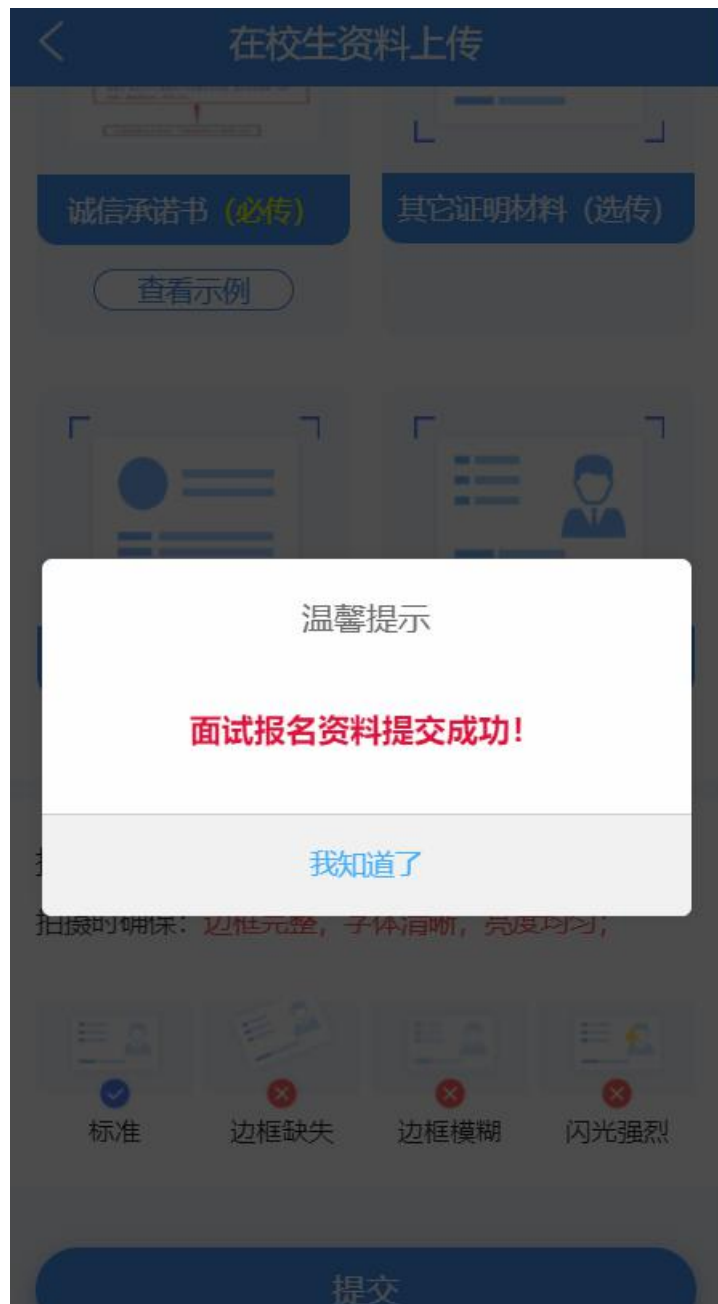 在校生资料上传
诚信承诺书（必传）
其它证明材料（选传）
查看示例
温馨提示
面试报名资料提交成功！
我知道了
拍摄时确保：边框完整，字体清晰，亮度均匀；
标准
边框缺失
边框模糊
闪光强烈
提交